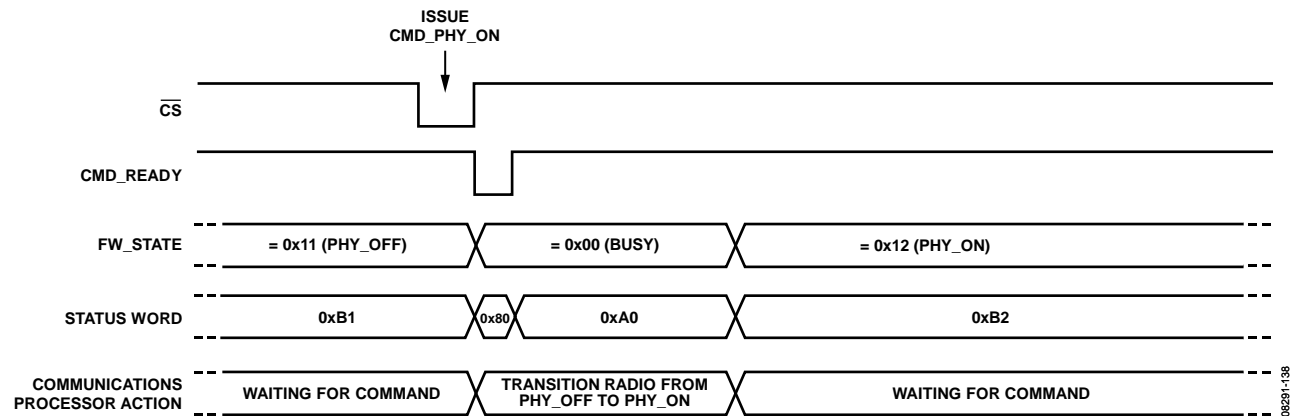 ISSUE
CMD_PHY_ON
CS
CMD_READY
FW_STATE
= 0x11 (PHY_OFF)
= 0x00 (BUSY)
= 0x12 (PHY_ON)
STATUS WORD
0xB1
0x80
0xA0
0xB2
COMMUNICATIONS
PROCESSOR ACTION
WAITING FOR COMMAND
TRANSITION RADIO FROM
PHY_OFF TO PHY_ON
WAITING FOR COMMAND
08291-138